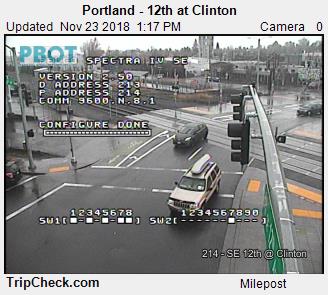 Portland - 12th at Clinton
Updated Nov 23 2018 1:17 PM Camera 0
PBOT
SPECTRA IV SE
VERSION 2.50
D ADDRESS 213
P ADDRESS 214
COMM 9600.N.8.1
CONFIGURE DONE
12345678 1234567890
SW1[ ] SW2[ ]
214 - SE 12th @ Clinton
TripCheck.com Milepost